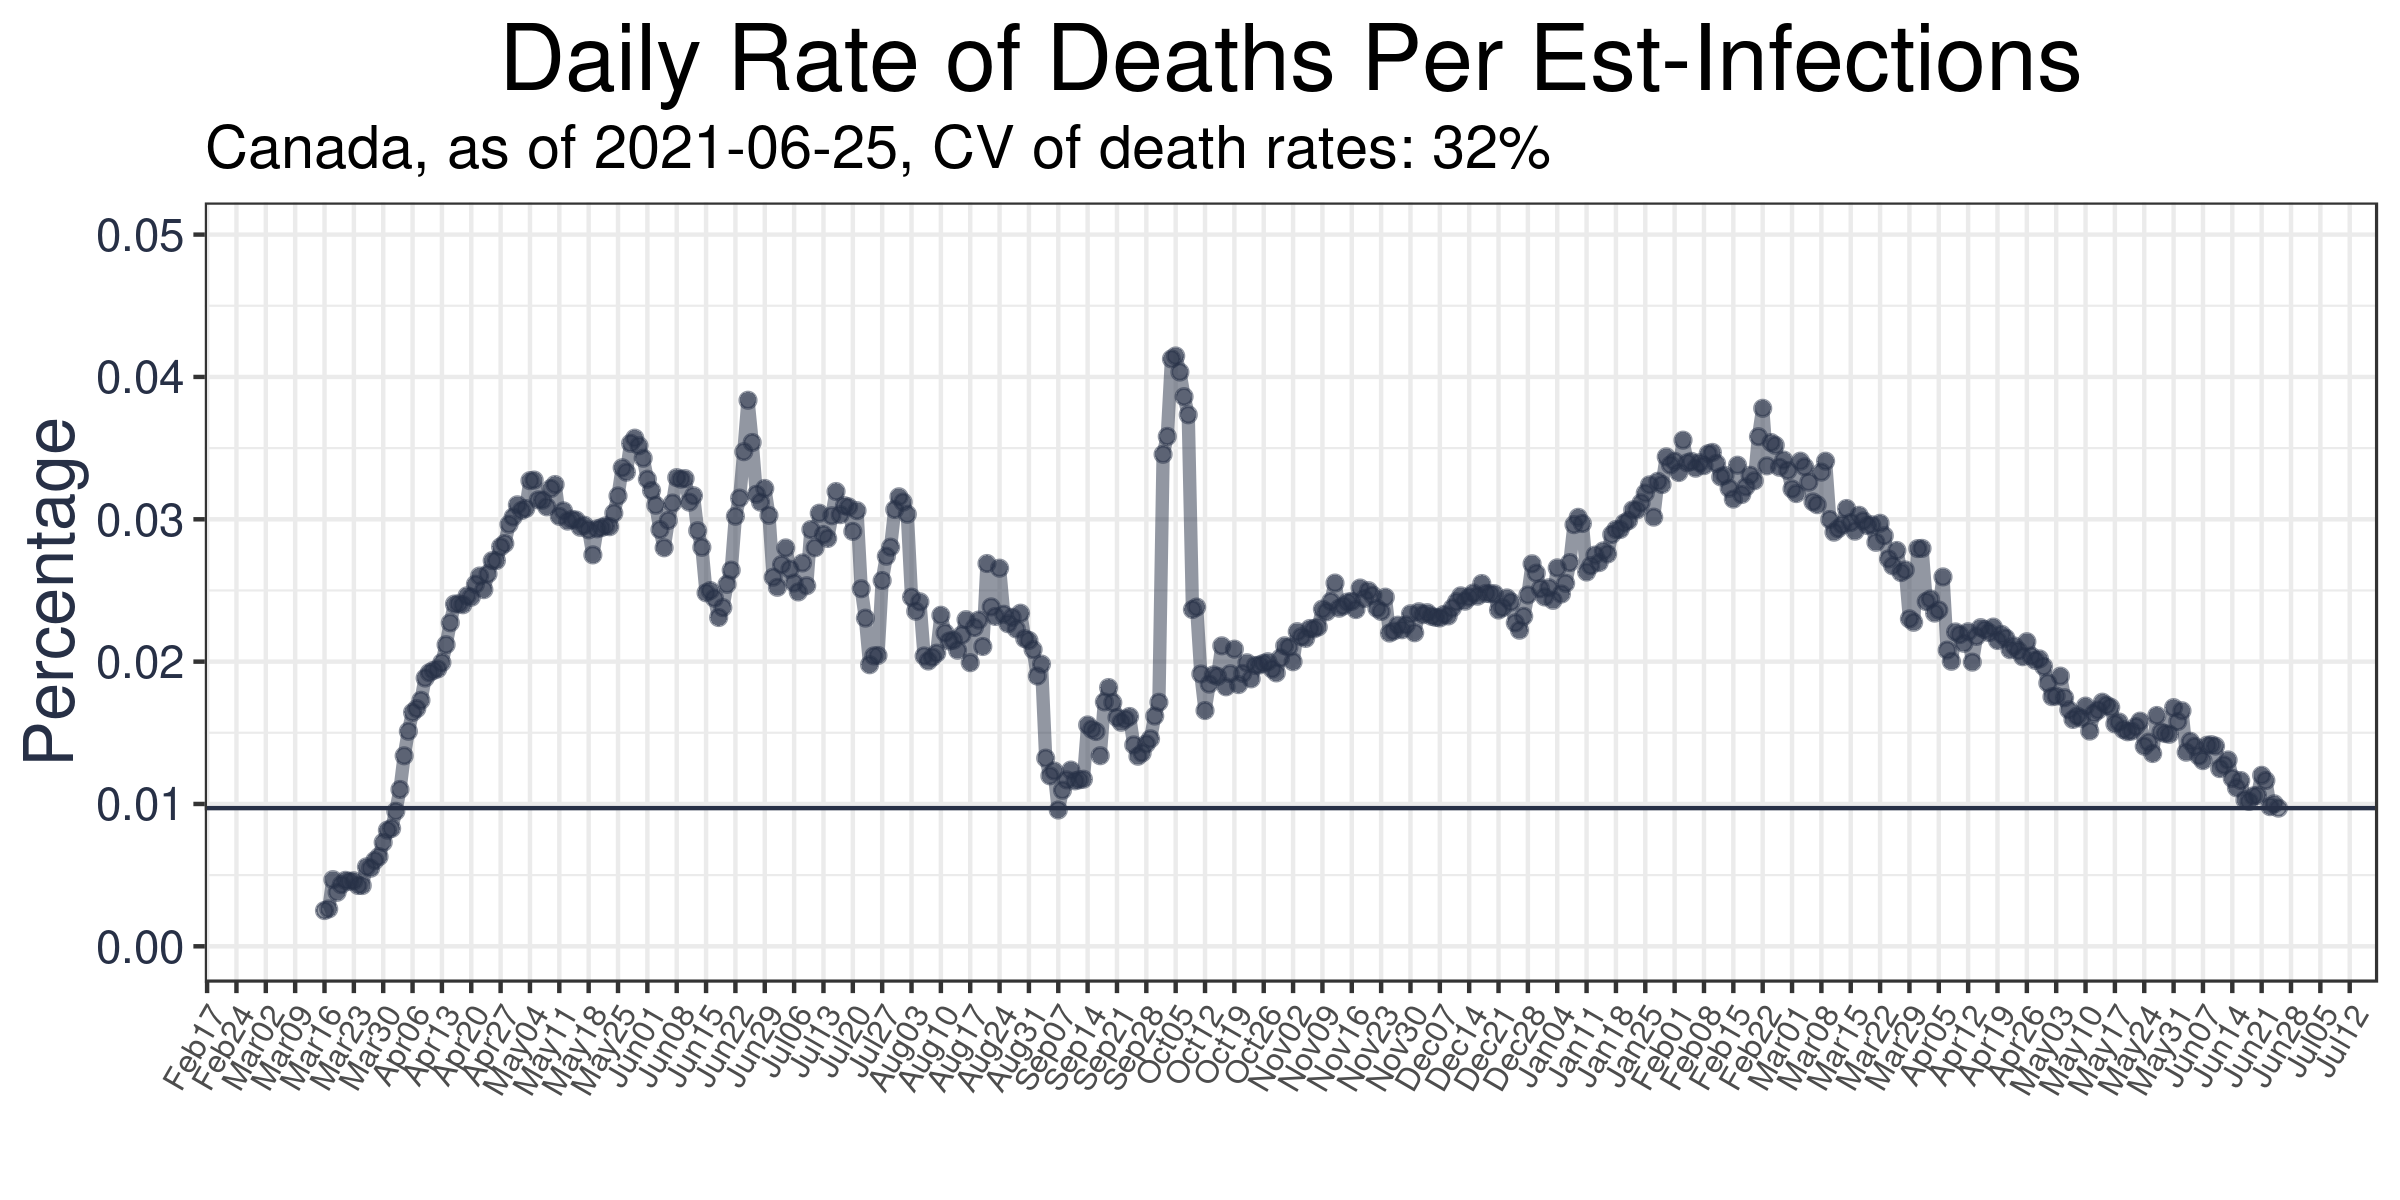 Daily Rate of Deaths Per Est-Infections
Canada, as of 2021-06-25, CV of death rates: 32%
Percentage
0.05
0.04
0.03
0.02
0.01
0.00
Feb17
Feb24
Mar02
Mar09
Mar16
Mar23
Mar30
Apr06
Apr13
Apr20
Apr27
May04
May11
May18
May25
Jun01
Jun08
Jun15
Jun22
Jun29
Jul06
Jul13
Jul20
Jul27
Aug03
Aug10
Aug17
Aug24
Aug31
Sep07
Sep14
Sep21
Sep28
Oct05
Oct12
Oct19
Oct26
Nov02
Nov09
Nov16
Nov23
Nov30
Dec07
Dec14
Dec21
Dec28
Jan04
Jan11
Jan18
Jan25
Feb01
Feb08
Feb15
Feb22
Mar01
Mar08
Mar15
Mar22
Mar29
Apr05
Apr12
Apr19
Apr26
May03
May10
May17
May24
May31
Jun07
Jun14
Jun21
Jun28
Jul05
Jul12